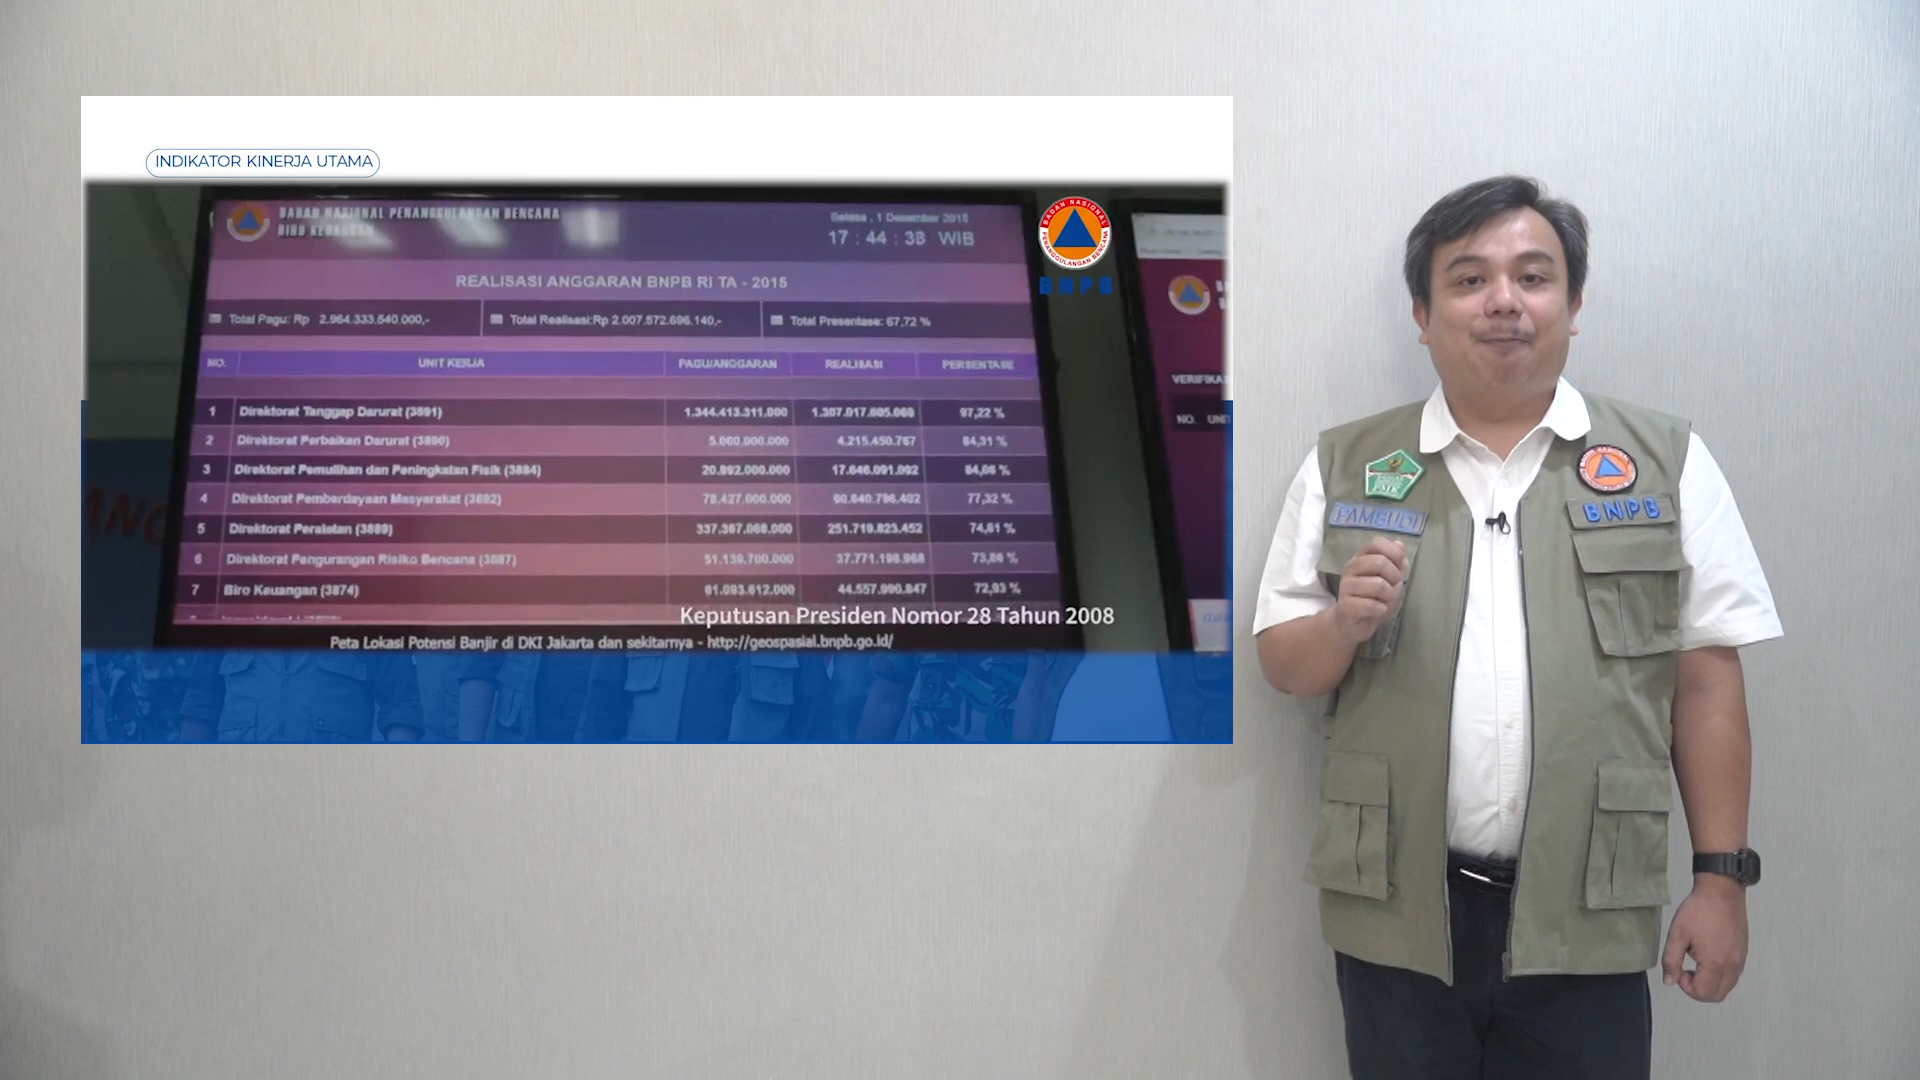 INDIKATOR KINERJA UTAMA
BADAN NASIONAL PENANGGULANGAN BENCANA
BIRO KEUANGAN
Selasa , 1 Desember 2015
17 : 44 : 38 WIB
BADAN NASIONAL PENANGGULANGAN BENCANA
BNPB
REALISASI ANGGARAN BNPB RI TA - 2015
Total Pagu: Rp 2.964.333.540.000,- Total Realisasi:Rp 2.007.572.696.140,- Total Presentase: 67,72 %
NO. UNIT KERJA PAGU/ANGGARAN REALISASI PERSENTASE
1 Direktorat Tanggap Darurat (3891) 1.344.413.311.000 1.307.017.605.068 97,22 %
2 Direktorat Perbaikan Darurat (3890) 5.000.000.000 4.215.450.767 84,31 %
3 Direktorat Pemulihan dan Peningkatan Fisik (3884) 20.992.000.000 17.646.091.092 84,06 %
4 Direktorat Pemberdayaan Masyarakat (3892) 78.427.000.000 60.640.796.402 77,32 %
5 Direktorat Peralatan (3889) 337.367.068.000 251.719.823.452 74,61 %
6 Direktorat Pengurangan Risiko Bencana (3887) 51.139.700.000 37.771.198.968 73,86 %
7 Biro Keuangan (3874) 61.093.612.000 44.557.990.847 72,93 %
VERIFIKAS
NO. UNI
Keputusan Presiden Nomor 28 Tahun 2008
Peta Lokasi Potensi Banjir di DKI Jakarta dan sekitarnya - http://geospasial.bnpb.go.id/
PAMBUDI
BNPB